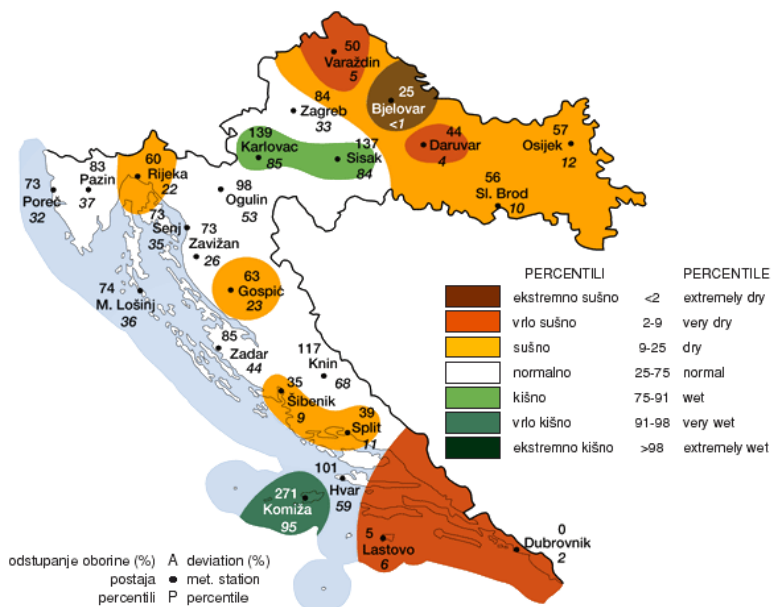 50
Varaždin
5
25
Bjelovar
<1
84
Zagreb
33
139
Karlovac
85
137
Sisak
84
44
Daruvar
4
57
Osijek
12
56
Sl. Brod
10
73
Poreč
32
83
Pazin
37
60
Rijeka
22
98
Ogulin
53
73
Senj
35
73
Zavižan
26
74
M. Lošinj
36
63
Gospić
23
85
Zadar
44
117
Knin
68
35
Šibenik
9
39
Split
11
101
Hvar
59
271
Komiža
95
5
Lastovo
6
0
Dubrovnik
2
PERCENTILI PERCENTILE
ekstremno sušno <2 extremely dry
vrlo sušno 2-9 very dry
sušno 9-25 dry
normalno 25-75 normal
kišno 75-91 wet
vrlo kišno 91-98 very wet
ekstremno kišno >98 extremely wet
odstupanje oborine (%) A deviation (%)
postaja ● met. station
percentili P percentile